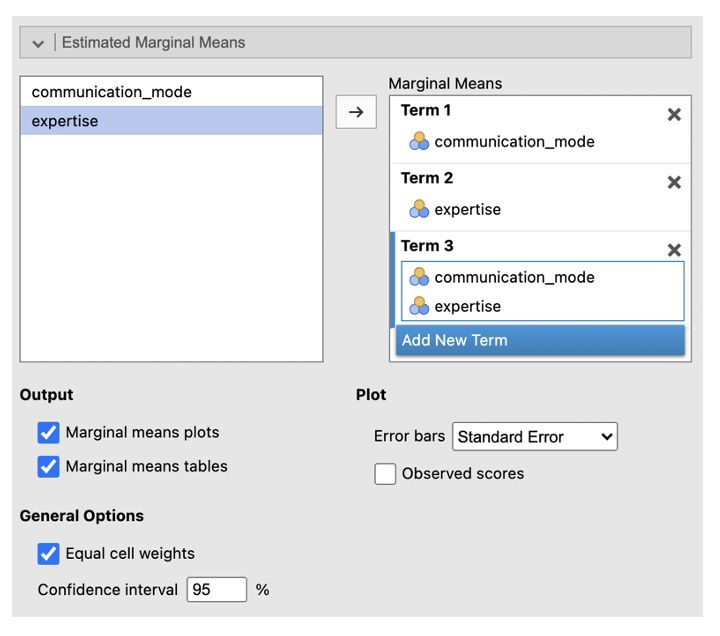 Estimated Marginal Means
communication_mode
expertise
Marginal Means
Term 1
communication_mode
Term 2
expertise
Term 3
communication_mode
expertise
Add New Term
Output
Marginal means plots
Marginal means tables
Plot
Error bars Standard Error
Observed scores
General Options
Equal cell weights
Confidence interval 95 %